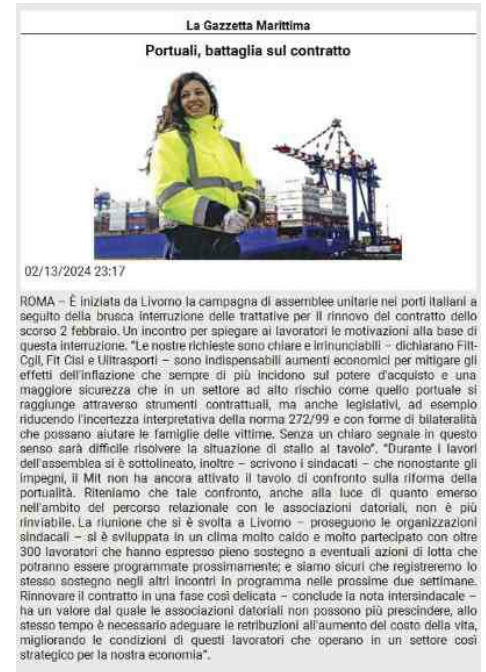 La Gazzetta Marittima
Portuali, battaglia sul contratto
02/13/2024 23:17
ROMA – È iniziata da Livorno la campagna di assemblee unitarie nei porti italiani a
seguito della brusca interruzione delle trattative per il rinnovo del contratto dello
scorso 2 febbraio. Un incontro per spiegare ai lavoratori le motivazioni alla base di
questa interruzione. "Le nostre richieste sono chiare e irrinunciabili – dichiarano Filt-
Cgil, Fit Cisl e Uiltrasporti – sono indispensabili aumenti economici per mitigare gli
effetti dell'inflazione che sempre di più incidono sul potere d'acquisto e una
maggiore sicurezza che in un settore ad alto rischio come quello portuale si
raggiunge attraverso strumenti contrattuali, ma anche legislativi, ad esempio
riducendo l'incertezza interpretativa della norma 272/99 e con forme di bilateralità
che possano aiutare le famiglie delle vittime. Senza un chiaro segnale in questo
senso sarà difficile risolvere la situazione di stallo al tavolo". "Durante i lavori
dell'assemblea si è sottolineato, inoltre – scrivono i sindacati – che nonostante gli
impegni, il Mit non ha ancora attivato il tavolo di confronto sulla riforma della
portualità. Riteniamo che tale confronto, anche alla luce di quanto emerso
nell'ambito del percorso relazionale con le associazioni datoriali, non è più
rinviabile. La riunione che si è svolta a Livorno – proseguono le organizzazioni
sindacali – si è sviluppata in un clima molto caldo e molto partecipato con oltre
300 lavoratori che hanno espresso pieno sostegno a eventuali azioni di lotta che
potranno essere programmate prossimamente; e siamo sicuri che registreremo lo
stesso sostegno negli altri incontri in programma nelle prossime due settimane.
Rinnovare il contratto in una fase così delicata – conclude la nota intersindacale –
ha un valore dal quale le associazioni datoriali non possono più prescindere, allo
stesso tempo è necessario adeguare le retribuzioni all'aumento del costo della vita,
migliorando le condizioni di questi lavoratori che operano in un settore così
strategico per la nostra economia".